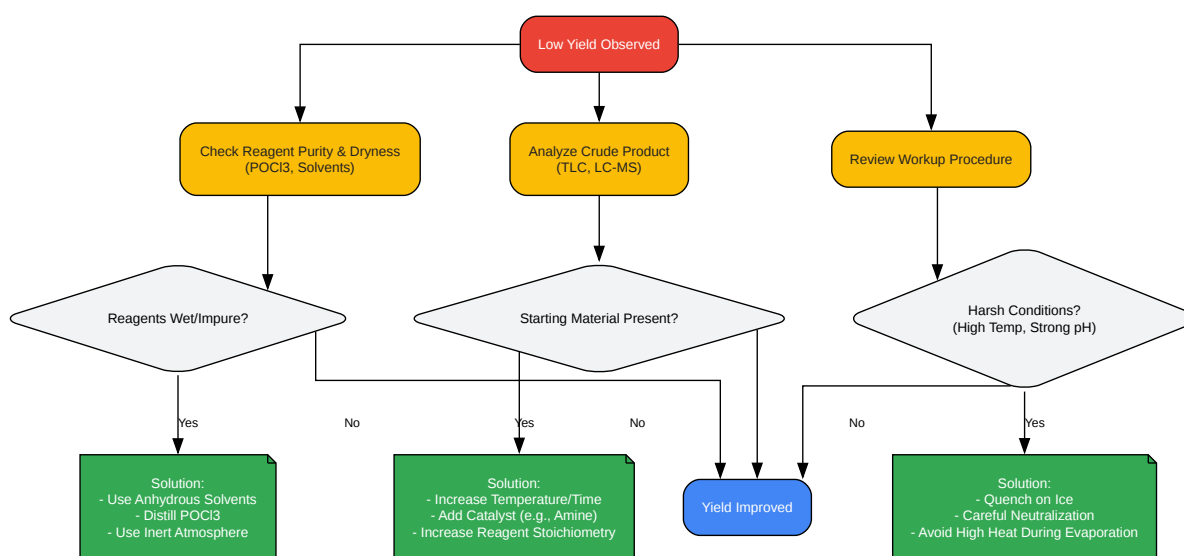 Low Yield Observed
Check Reagent Purity & Dryness
(POCl3, Solvents)
Analyze Crude Product
(TLC, LC-MS)
Review Workup Procedure
Reagents Wet/Impure?
Starting Material Present?
Harsh Conditions?
(High Temp, Strong pH)
Yes
No
Yes
No
No
Yes
Solution:
- Use Anhydrous Solvents
- Distill POCl3
- Use Inert Atmosphere
Solution:
- Increase Temperature/Time
- Add Catalyst (e.g., Amine)
- Increase Reagent Stoichiometry
Yield Improved
Solution:
- Quench on Ice
- Careful Neutralization
- Avoid High Heat During Evaporation